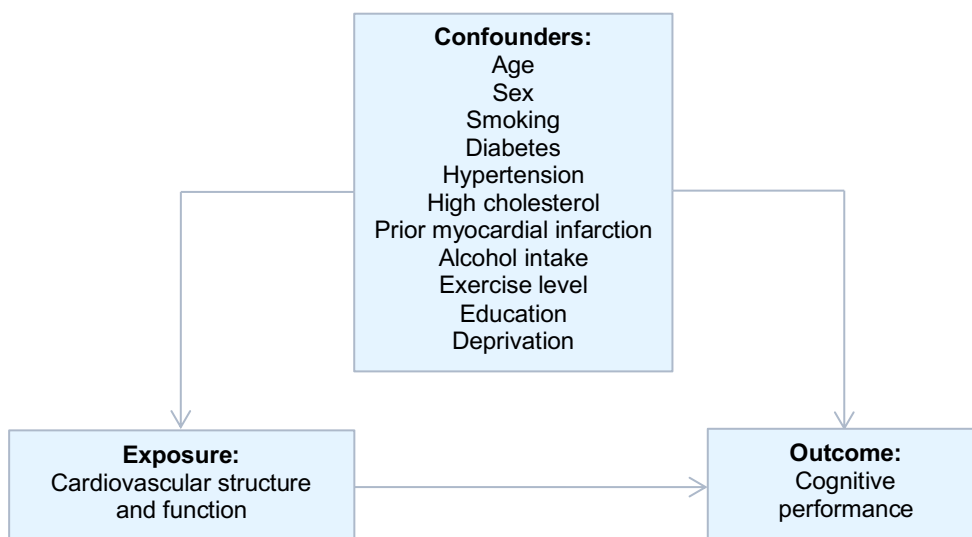 Confounders:
Age
Sex
Smoking
Diabetes
Hypertension
High cholesterol
Prior myocardial infarction
Alcohol intake
Exercise level
Education
Deprivation
Exposure:
Cardiovascular structure
and function
Outcome:
Cognitive
performance